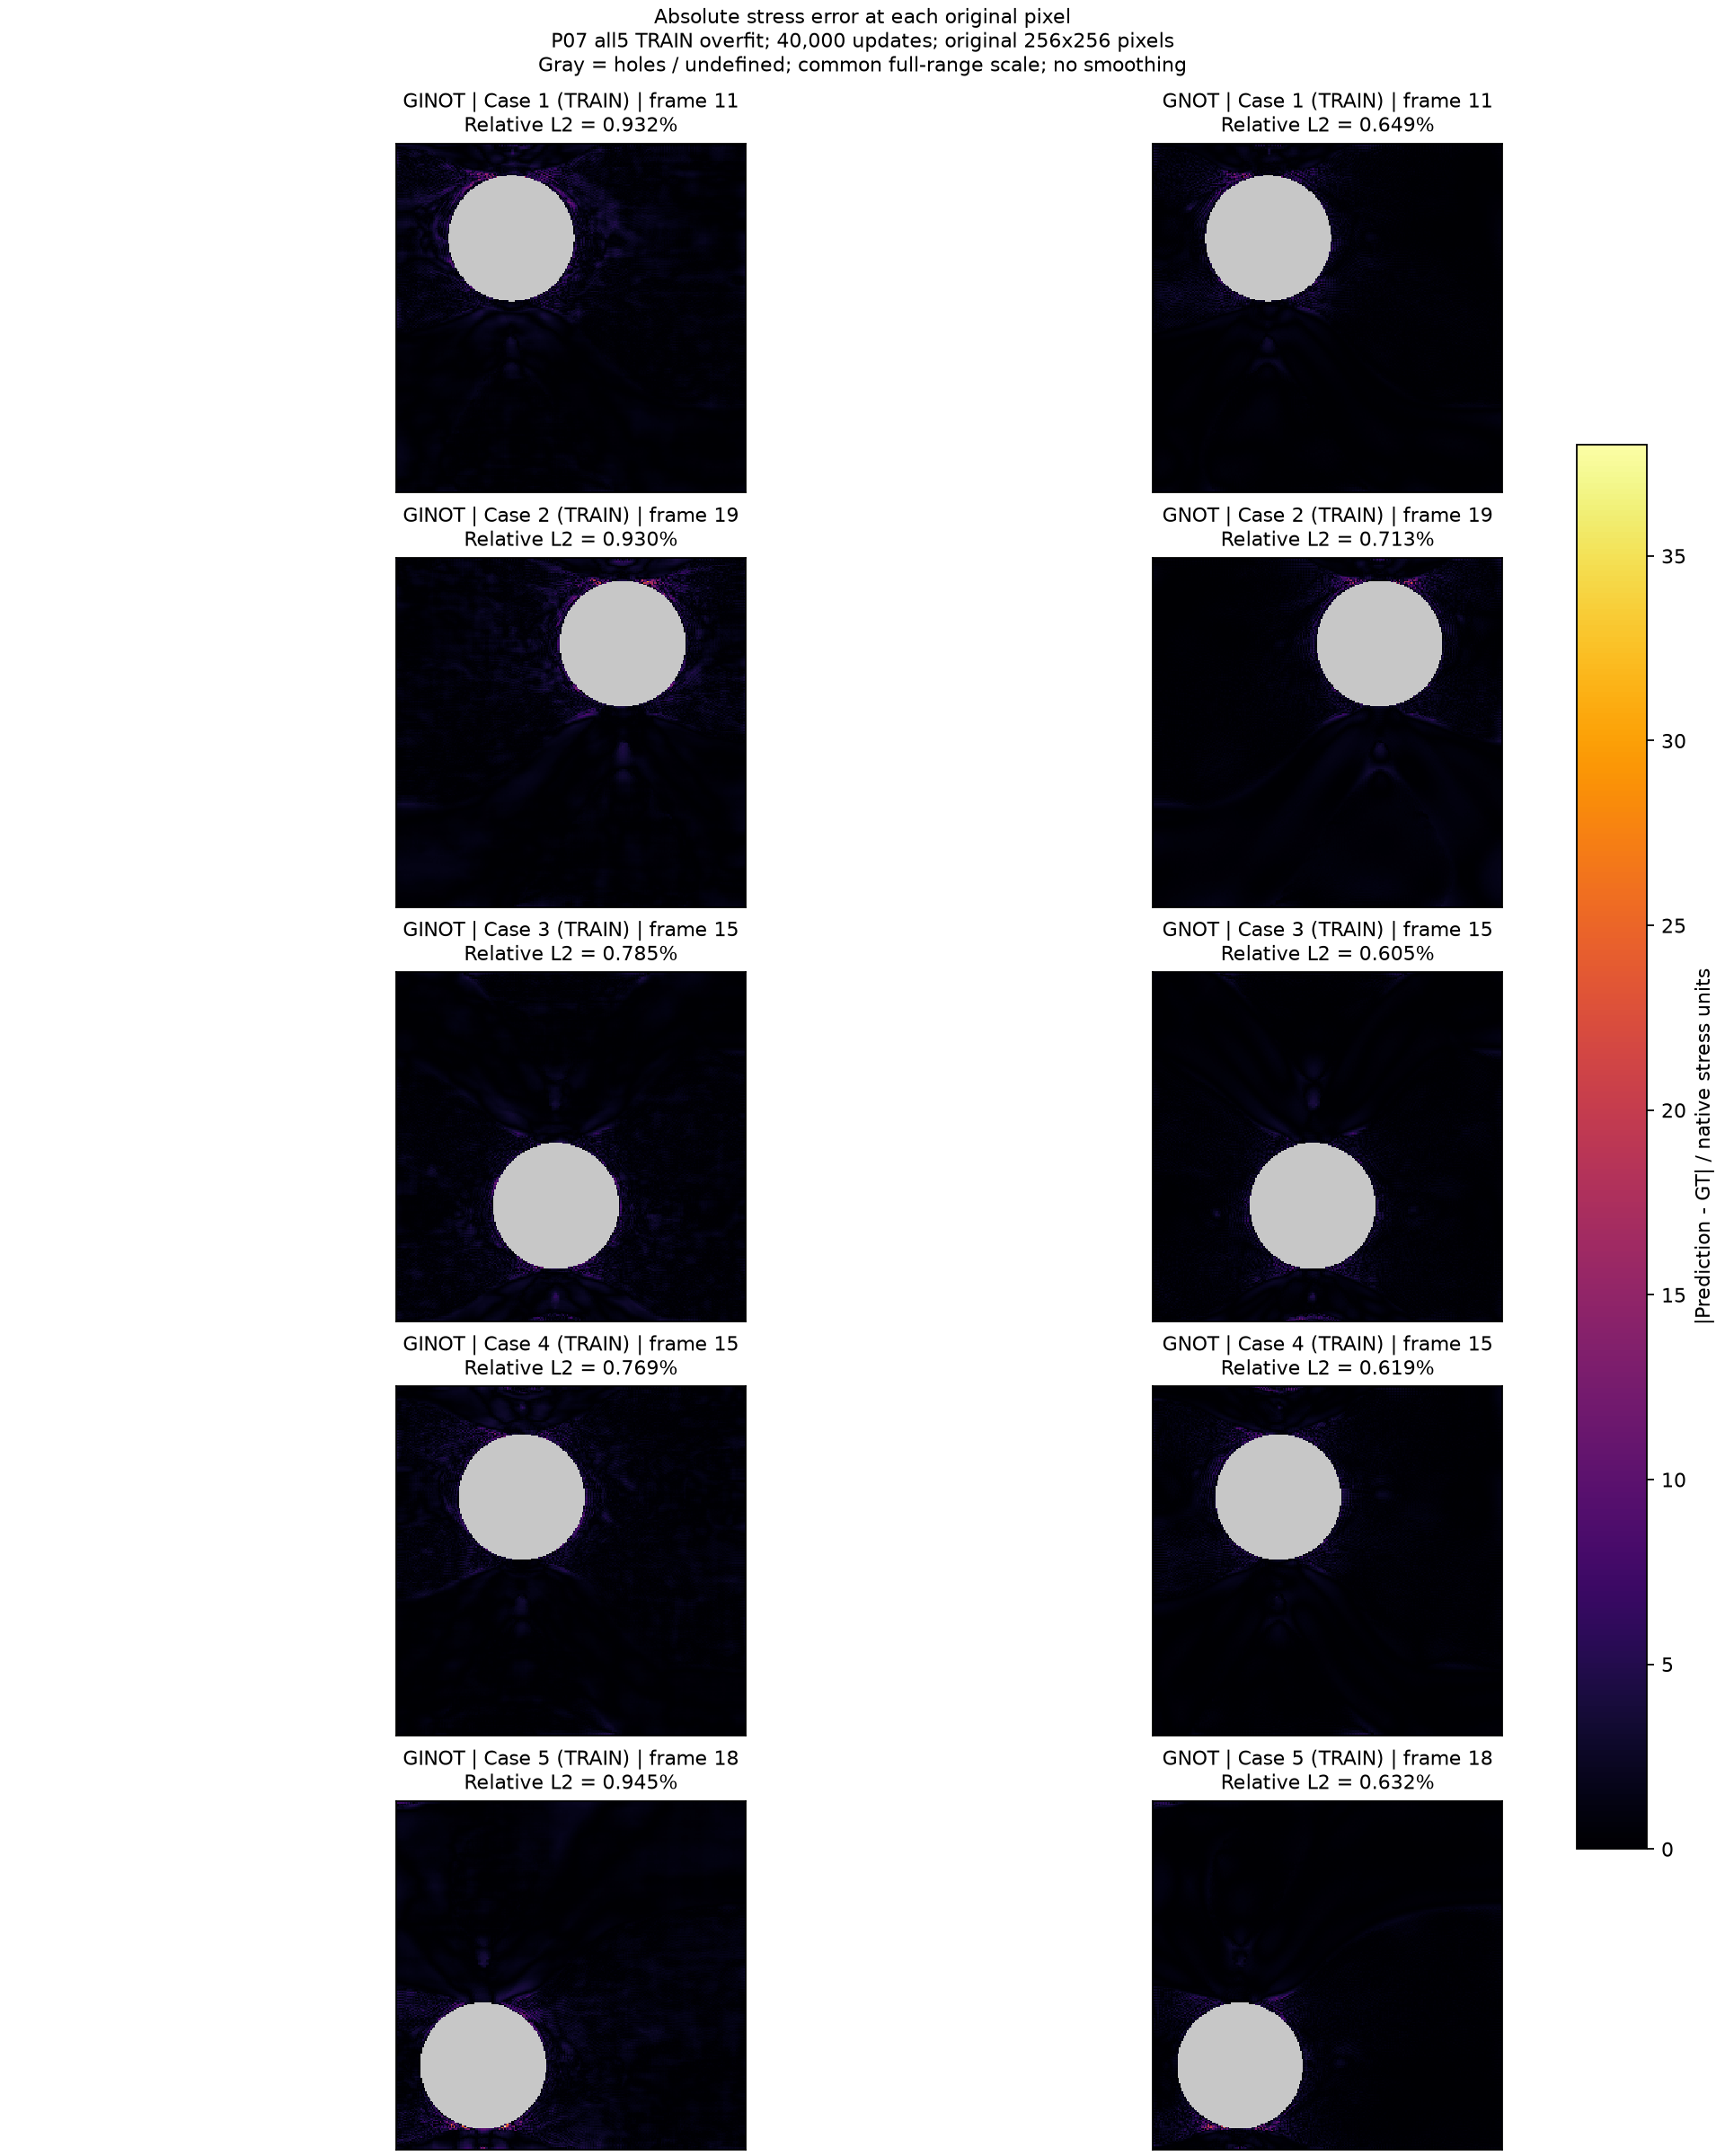 Absolute stress error at each original pixel
P07 all5 TRAIN overfit; 40,000 updates; original 256x256 pixels
Gray = holes / undefined; common full-range scale; no smoothing
GINOT | Case 1 (TRAIN) | frame 11
Relative L2 = 0.932%
GNOT | Case 1 (TRAIN) | frame 11
Relative L2 = 0.649%
GINOT | Case 2 (TRAIN) | frame 19
Relative L2 = 0.930%
GNOT | Case 2 (TRAIN) | frame 19
Relative L2 = 0.713%
GINOT | Case 3 (TRAIN) | frame 15
Relative L2 = 0.785%
GNOT | Case 3 (TRAIN) | frame 15
Relative L2 = 0.605%
GINOT | Case 4 (TRAIN) | frame 15
Relative L2 = 0.769%
GNOT | Case 4 (TRAIN) | frame 15
Relative L2 = 0.619%
GINOT | Case 5 (TRAIN) | frame 18
Relative L2 = 0.945%
GNOT | Case 5 (TRAIN) | frame 18
Relative L2 = 0.632%
35
30
25
20
15
10
5
0
|Prediction - GT| / native stress units